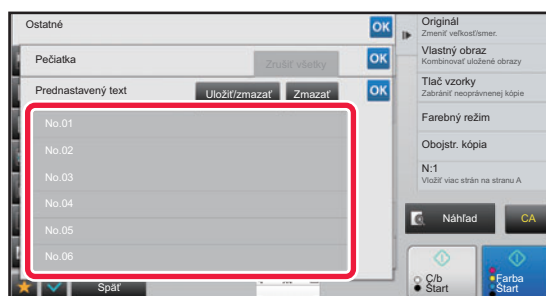 Ostatné
OK
Pečiatka
Zrušiť všetky
OK
Prednastavený text
Uložiť/zmazať
Zmazať
OK
No.01
No.02
No.03
No.04
No.05
No.06
Späť
Originál
Zmeniť veľkosť/smer.
Vlastný obraz
Kombinovať uložené obrazy
Tlač vzorky
Zabrániť neoprávnenej kópie
Farebný režim
Obojstr. kópia
N:1
Vložiť viac strán na stranu A
Náhľad
CA
C/b
Štart
Farba
Štart